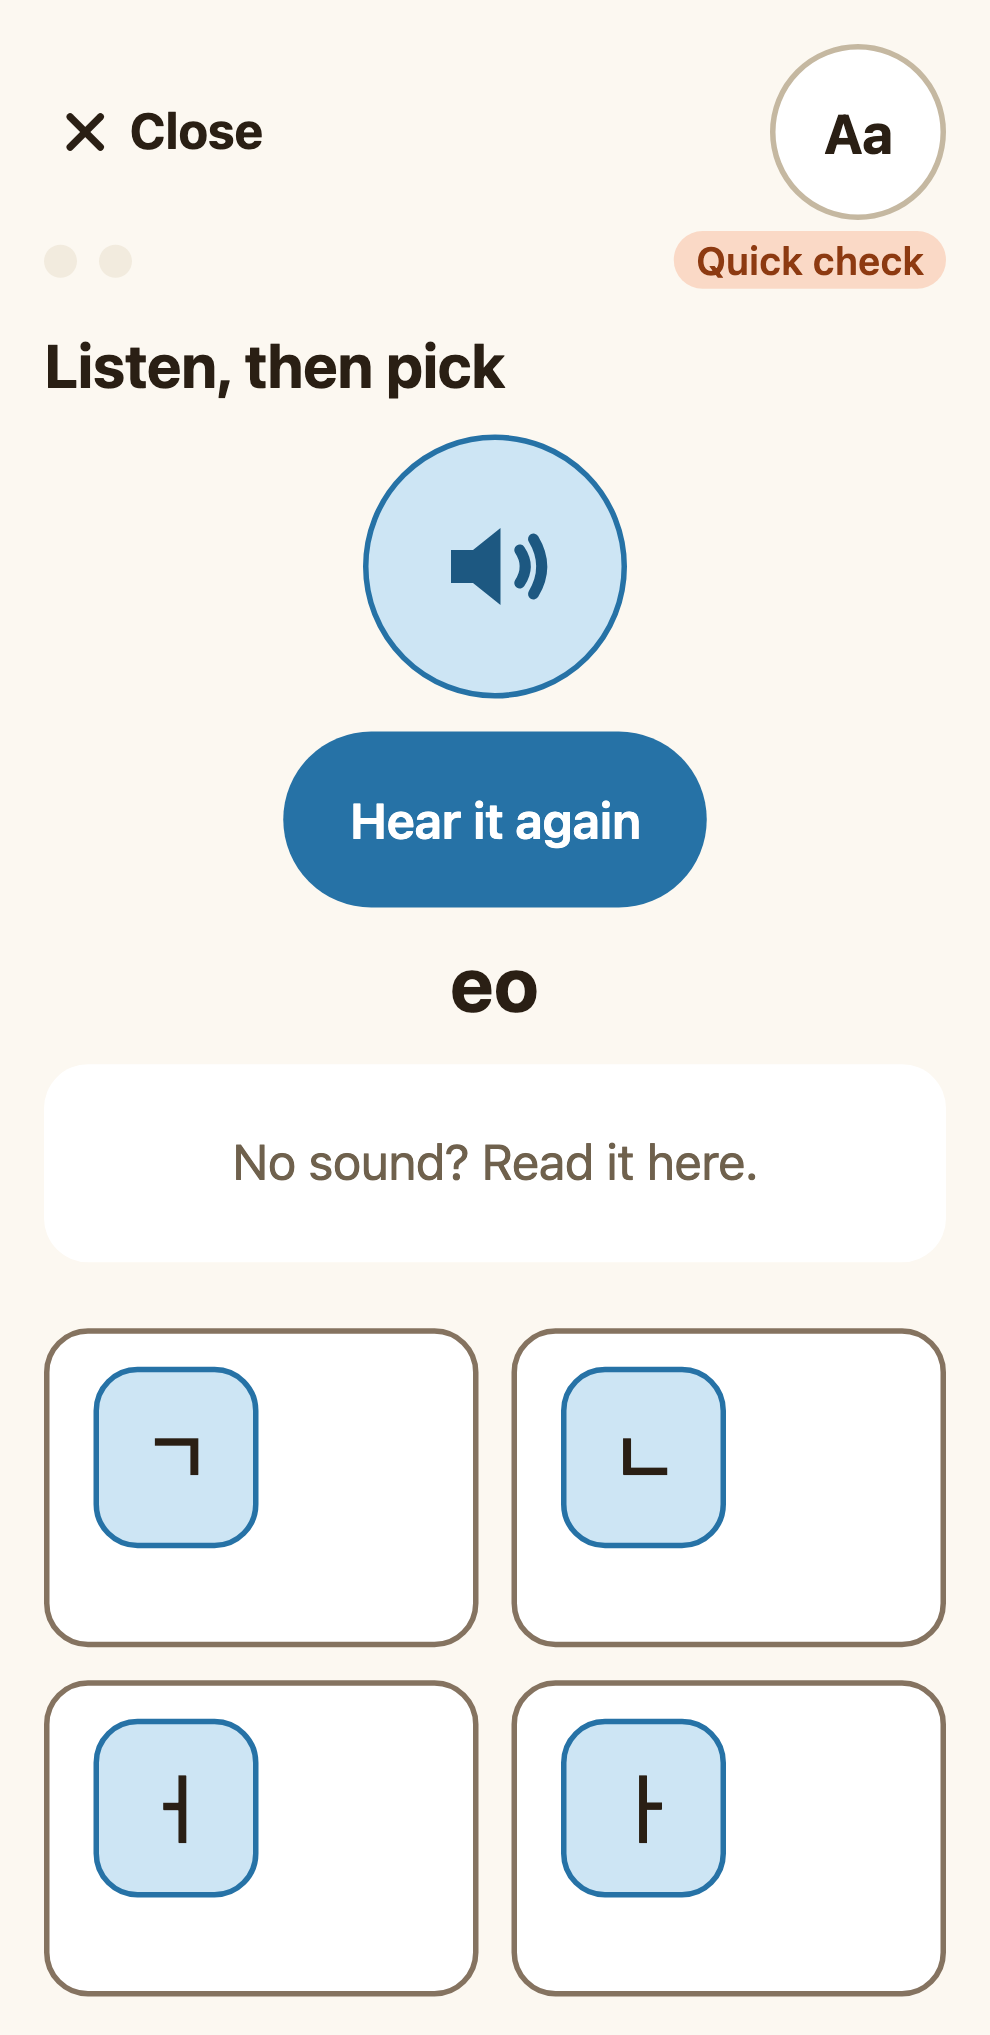 Close
Aa
Quick check
Listen, then pick
Hear it again
eo
No sound? Read it here.
ㄱ
ㄴ
ㅓ
ㅏ